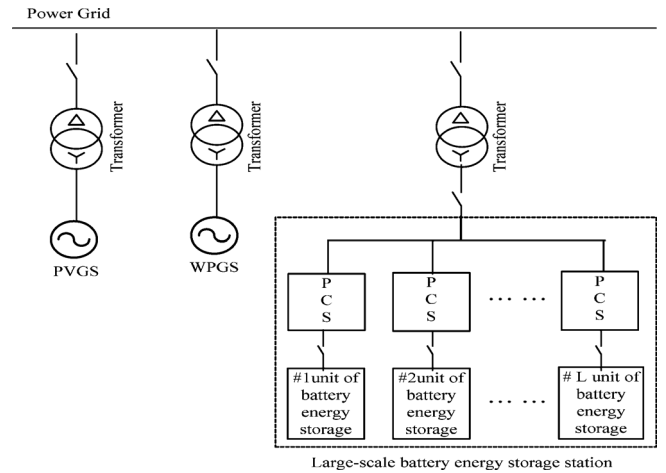 Power Grid
Transformer
Transformer
Transformer
PVGS
WPGS
P
C
S
P
C
S
... ...
P
C
S
#1unit of
battery
energy
storage
#2unit of
battery
energy
storage
... ...
# L unit of
battery
energy
storage
Large-scale battery energy storage station